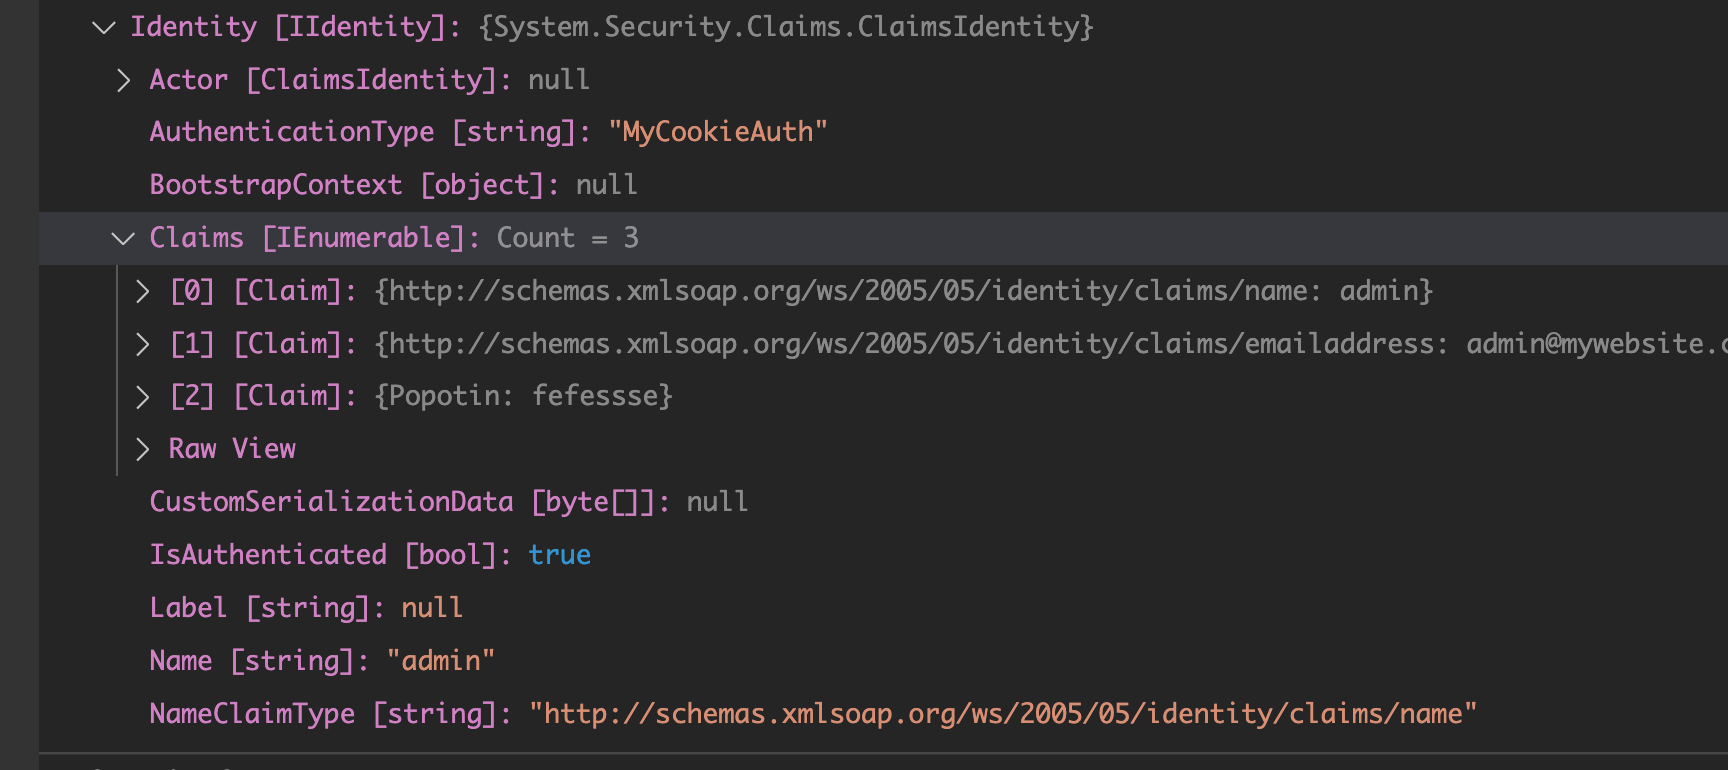 Identity [IIdentity]: {System.Security.Claims.ClaimsIdentity}
Actor [ClaimsIdentity]: null
AuthenticationType [string]: "MyCookieAuth"
BootstrapContext [object]: null
Claims [IEnumerable]: Count = 3
[0] [Claim]: {http://schemas.xmlsoap.org/ws/2005/05/identity/claims/name: admin}
[1] [Claim]: {http://schemas.xmlsoap.org/ws/2005/05/identity/claims/emailaddress: admin@mywebsite.
[2] [Claim]: {Popotin: fefessse}
Raw View
CustomSerializationData [byte[]]: null
IsAuthenticated [bool]: true
Label [string]: null
Name [string]: "admin"
NameClaimType [string]: "http://schemas.xmlsoap.org/ws/2005/05/identity/claims/name"